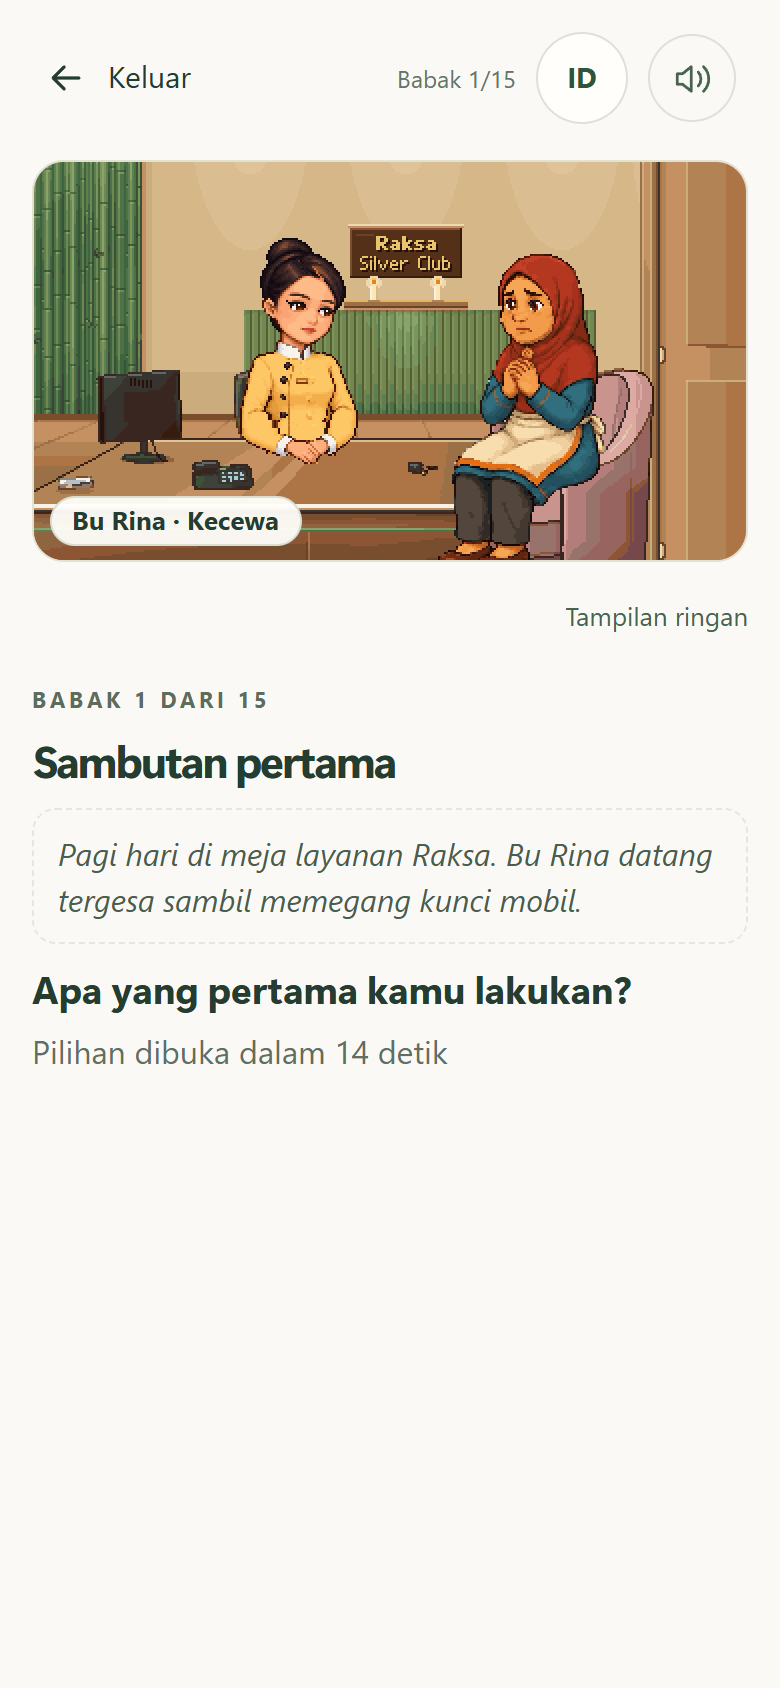 Keluar
Babak 1/15
ID
Raksa
Silver Club
Bu Rina · Kecewa
Tampilan ringan
BABAK 1 DARI 15
Sambutan pertama
Pagi hari di meja layanan Raksa. Bu Rina datang
tergesa sambil memegang kunci mobil.
Apa yang pertama kamu lakukan?
Pilihan dibuka dalam 14 detik